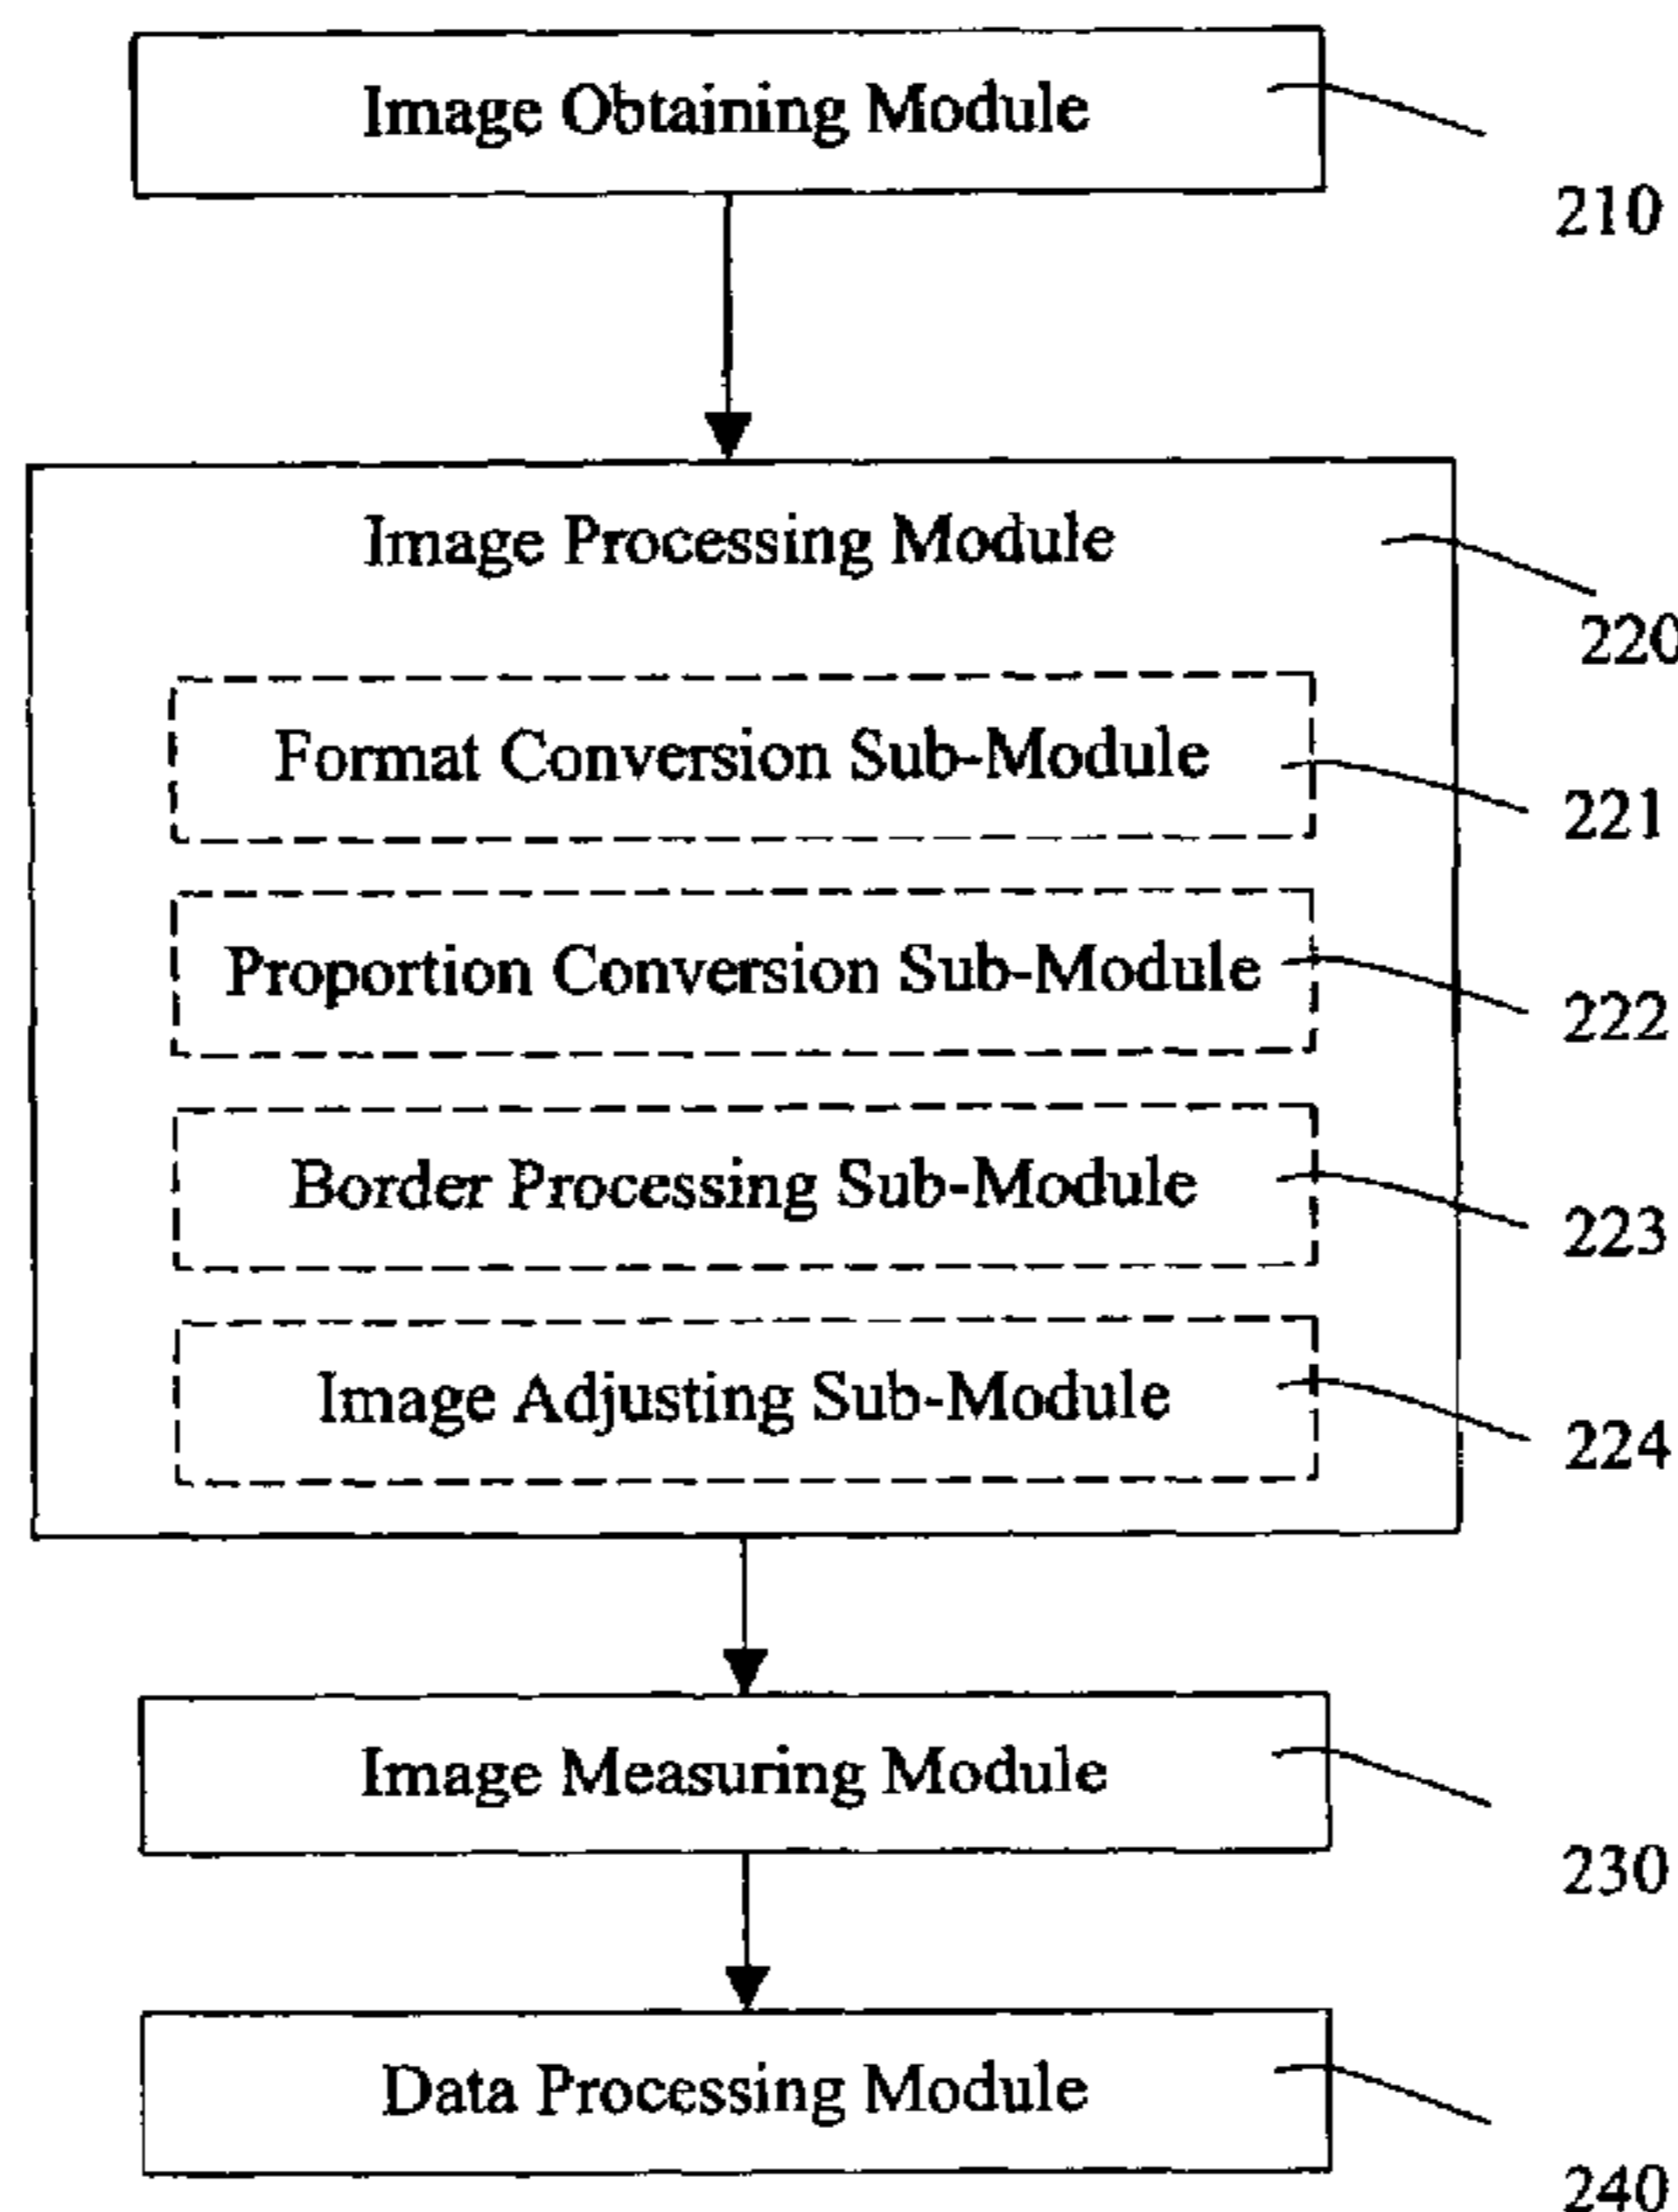 Image Obtaining Module
210
Image Processing Module
220
Format Conversion Sub-Module
221
Proportion Conversion Sub-Module
222
Border Processing Sub-Module
223
Image Adjusting Sub-Module
224
Image Measuring Module
230
Data Processing Module
240